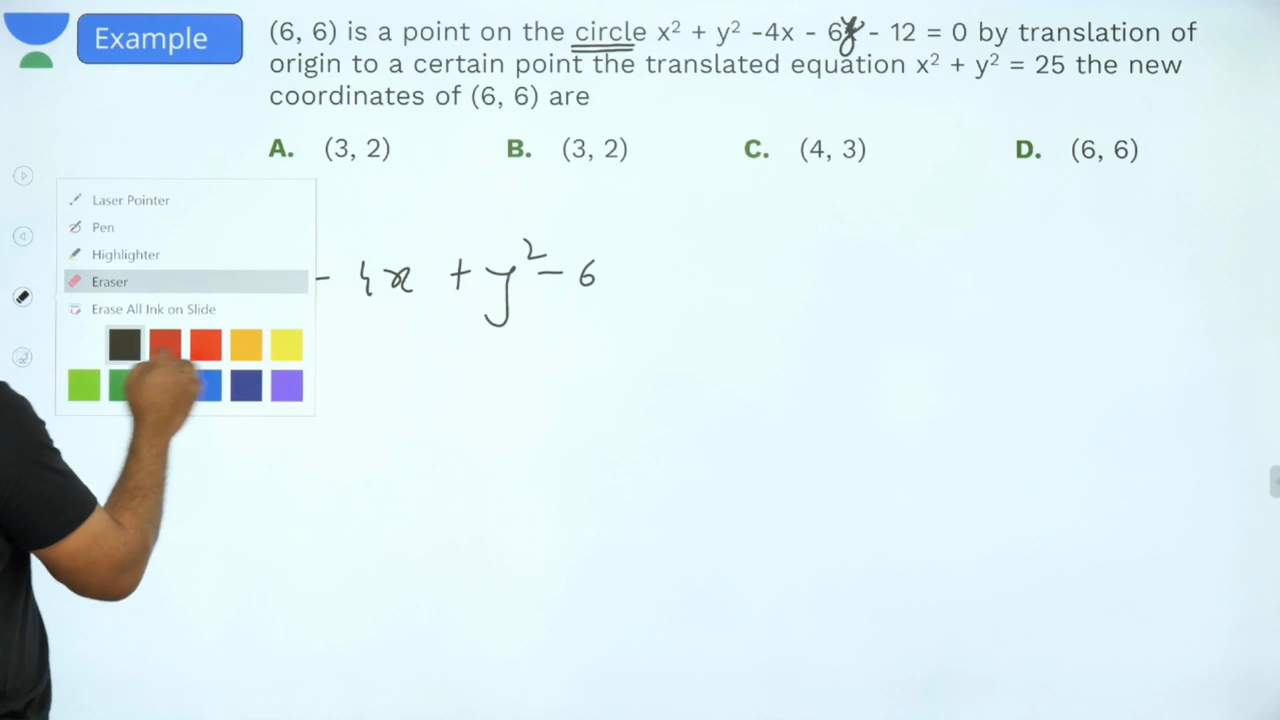 Example
(6, 6) is a point on the circle x² + y² -4x - 6y - 12 = 0 by translation of
origin to a certain point the translated equation x² + y² = 25 the new
coordinates of (6, 6) are
A. (3, 2) B. (3, 2) C. (4, 3) D. (6, 6)
Laser Pointer
Pen
Highlighter
Eraser
Erase All Ink on Slide
- 4x + y² - 6